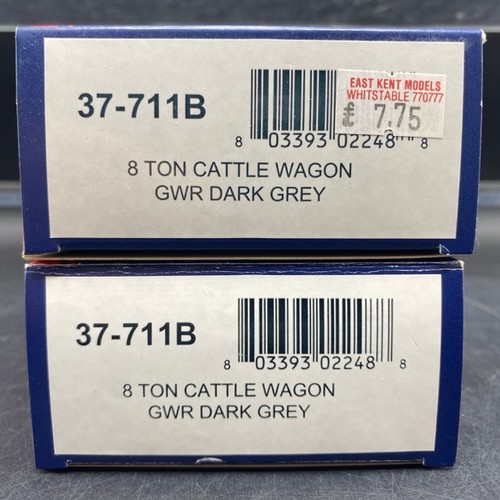 37-711B
EAST KENT MODELS
WHITSTABLE 770777
£ 7.75
8 03393 02248 8
8 TON CATTLE WAGON
GWR DARK GREY
37-711B
8 03393 02248 8
8 TON CATTLE WAGON
GWR DARK GREY